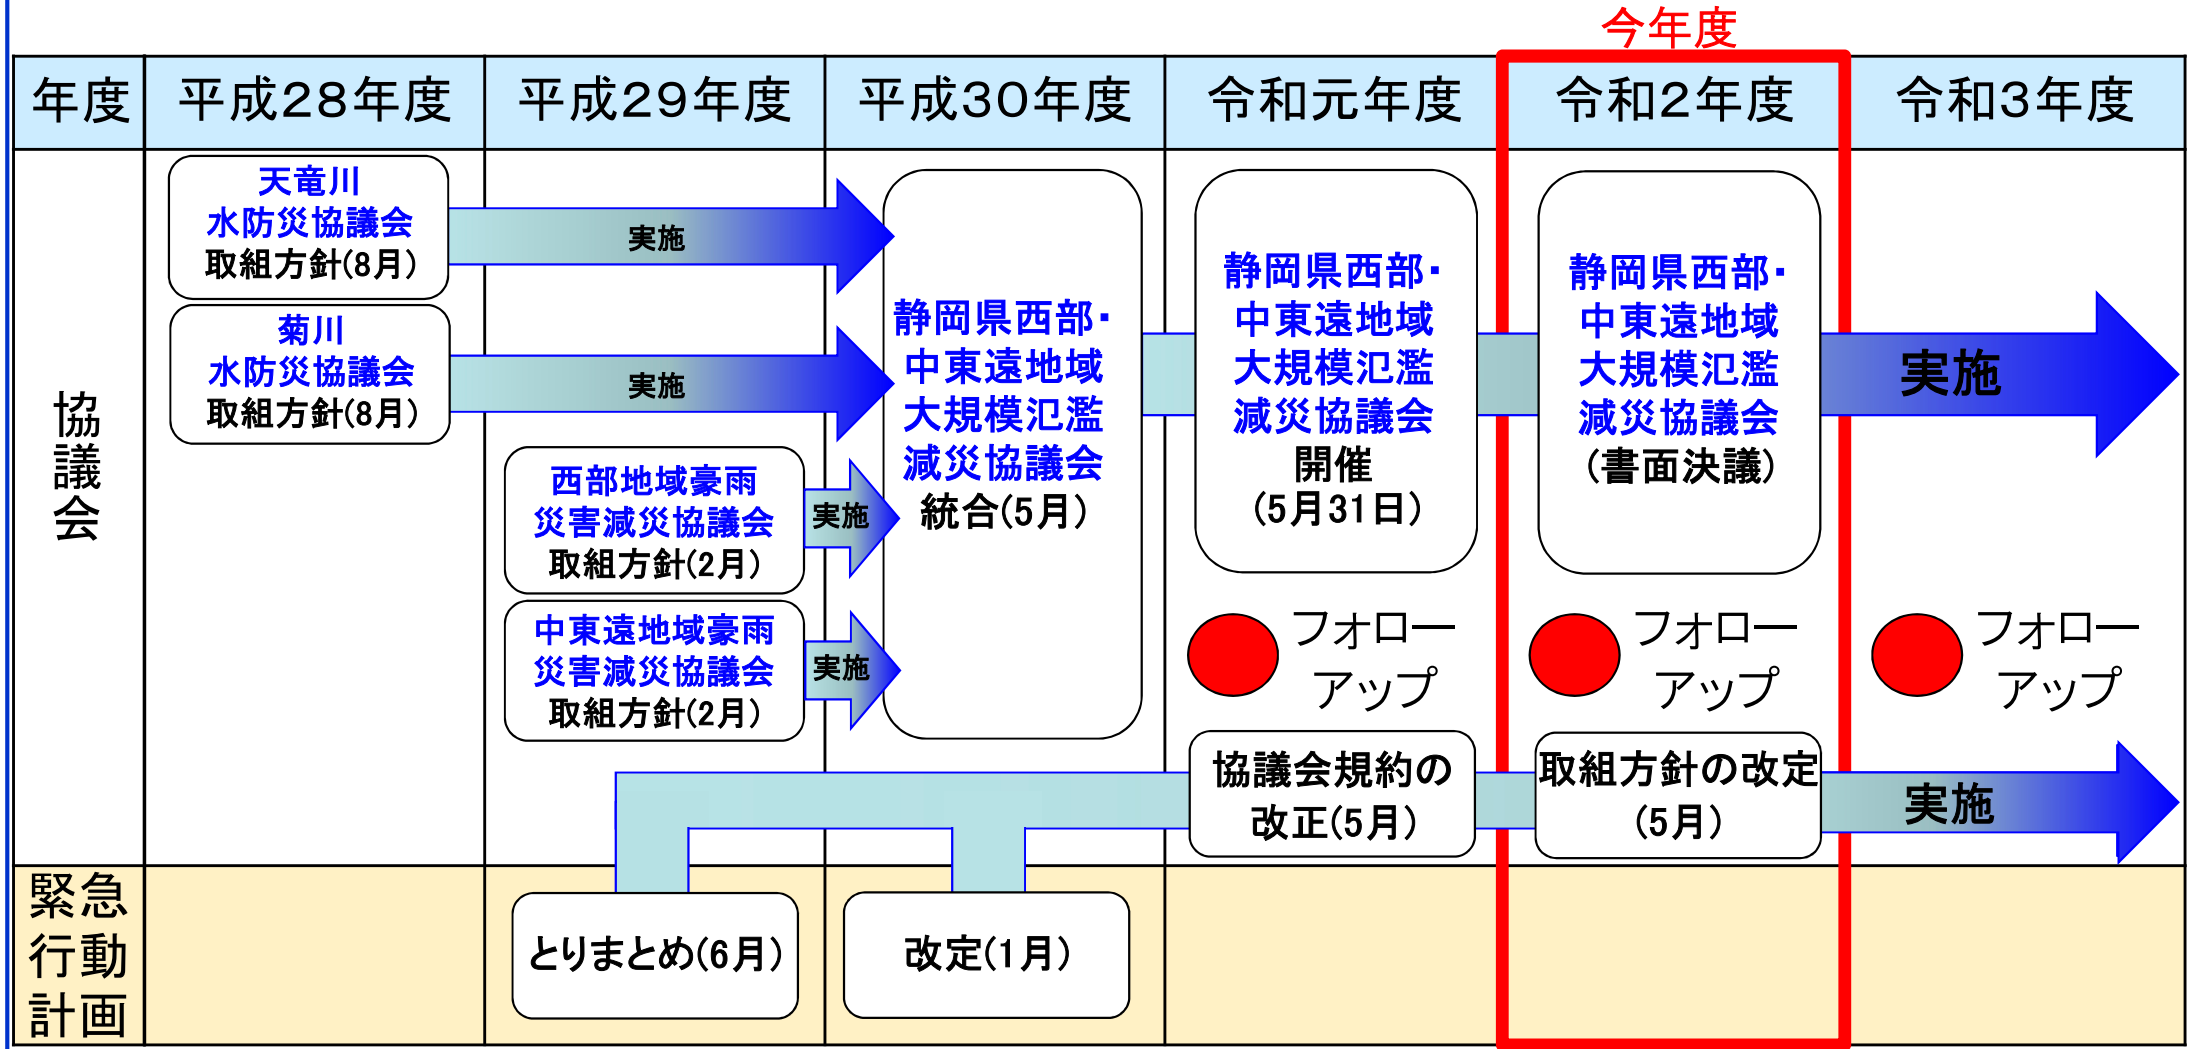 今年度
年度
平成28年度
平成29年度
平成30年度
令和元年度
令和2年度
令和3年度
協議会
天竜川
水防災協議会
取組方針(8月)
実施
菊川
水防災協議会
取組方針(8月)
実施
西部地域豪雨
災害減災協議会
取組方針(2月)
実施
中東遠地域豪雨
災害減災協議会
取組方針(2月)
実施
静岡県西部・
中東遠地域
大規模氾濫
減災協議会
統合(5月)
静岡県西部・
中東遠地域
大規模氾濫
減災協議会
開催
(5月31日)
静岡県西部・
中東遠地域
大規模氾濫
減災協議会
(書面決議)
実施
フォロー
アップ
フォロー
アップ
フォロー
アップ
協議会規約の
改正(5月)
取組方針の改定
(5月)
実施
緊急
行動
計画
とりまとめ(6月)
改定(1月)